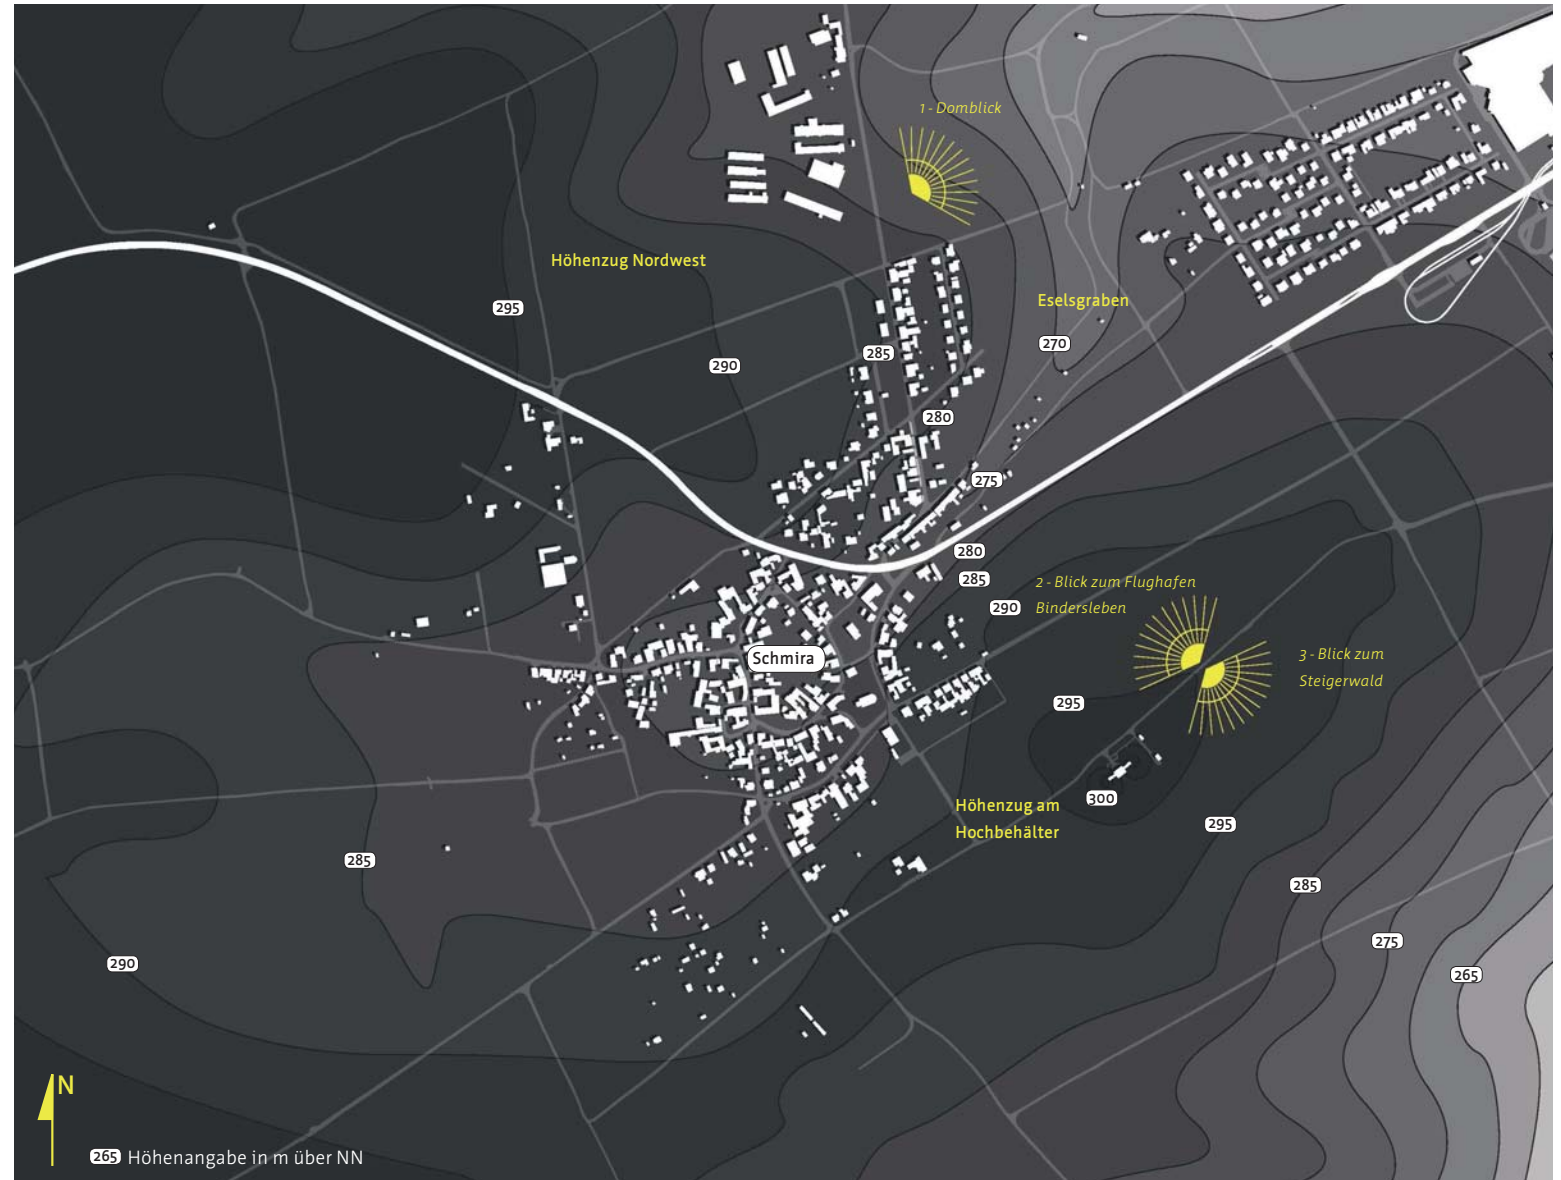 1 - Domblick
Höhenzug Nordwest
Eselsgraben
295
270
285
290
280
275
280
285
2 - Blick zum Flughafen
Bindersleben
290
3 - Blick zum
Steigerwald
Schmira
295
300
Höhenzug am
Hochbehälter
295
285
285
275
290
265
N
265 Höhenangabe in m über NN